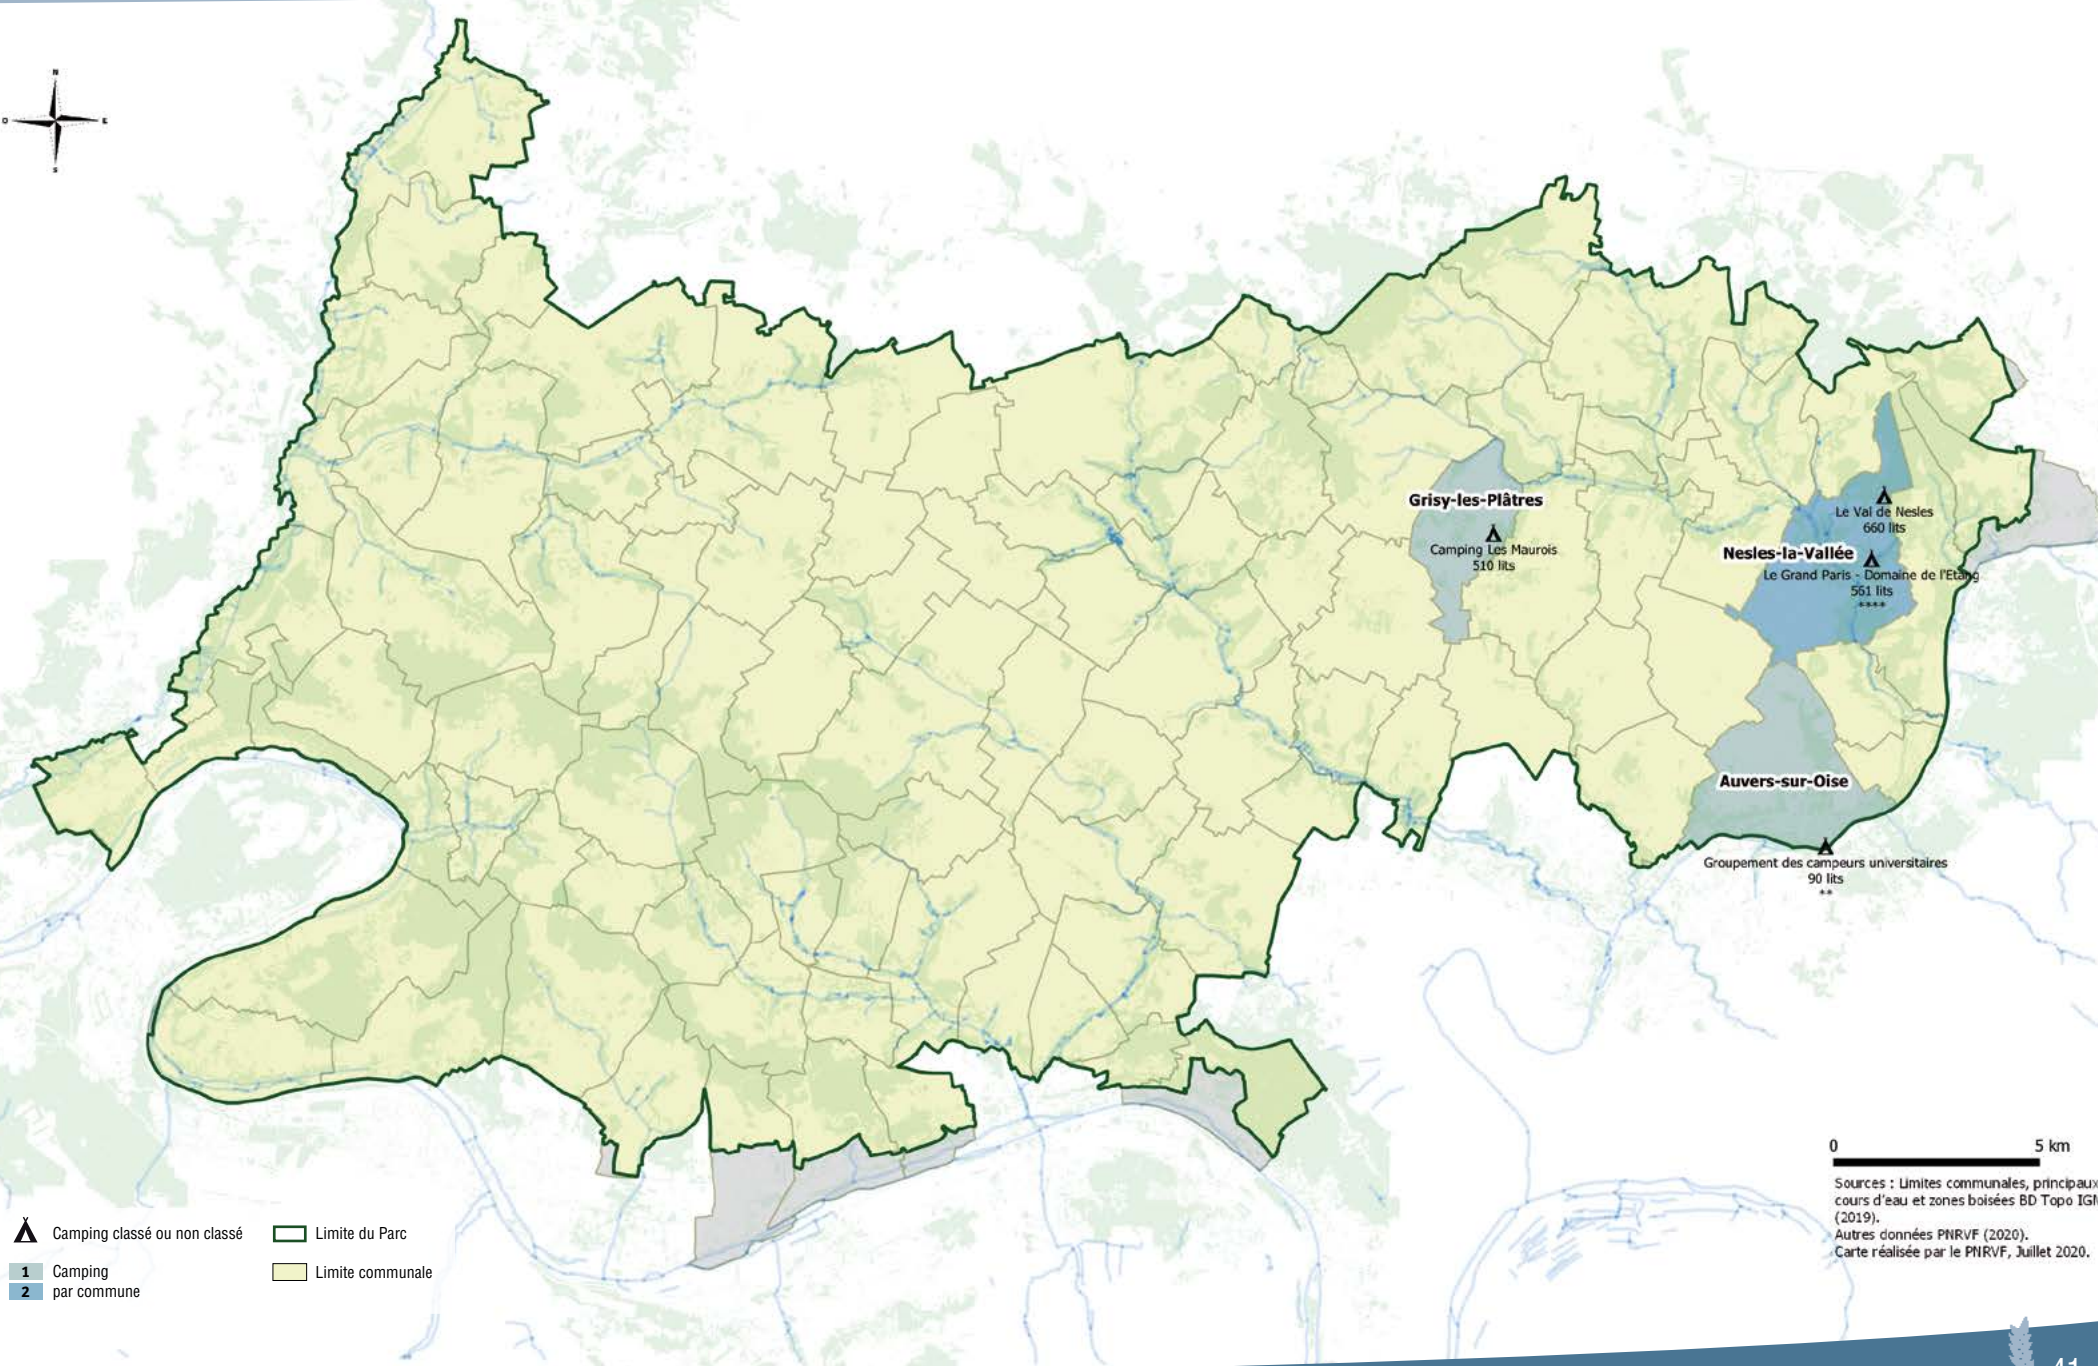 N
O
E
S
Grisy-les-Plâtres
Camping Les Maurois
510 lits
Le Val de Nesles
660 lits
Nesles-la-Vallée
Le Grand Paris - Domaine de l'Etang
561 lits
****
Auvers-sur-Oise
Groupement des campeurs universitaires
90 lits
**
0 5 km
Sources : Limites communales, principaux
cours d'eau et zones boisées BD Topo IGN
(2019).
Autres données PNRVF (2020).
Carte réalisée par le PNRVF, Juillet 2020.
Camping classé ou non classé
1 Camping
2 par commune
Limite du Parc
Limite communale
41